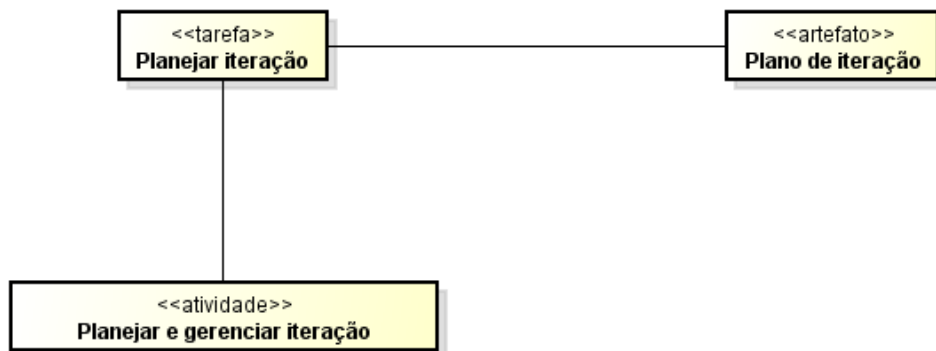 <<tarefa>>
Planejar iteração
<<artefato>>
Plano de iteração
<<atividade>>
Planejar e gerenciar iteração